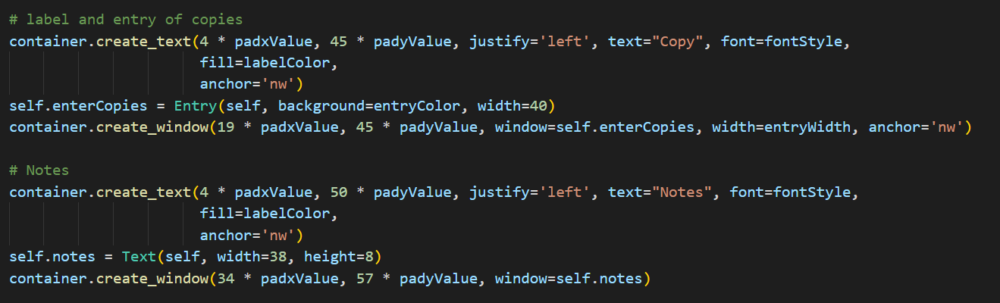 # label and entry of copies
container.create_text(4 * padxValue, 45 * padyValue, justify='left', text="Copy", font=fontStyle,
fill=labelColor,
anchor='nw')
self.enterCopies = Entry(self, background=entryColor, width=40)
container.create_window(19 * padxValue, 45 * padyValue, window=self.enterCopies, width=entryWidth, anchor='nw')
# Notes
container.create_text(4 * padxValue, 50 * padyValue, justify='left', text="Notes", font=fontStyle,
fill=labelColor,
anchor='nw')
self.notes = Text(self, width=38, height=8)
container.create_window(34 * padxValue, 57 * padyValue, window=self.notes)